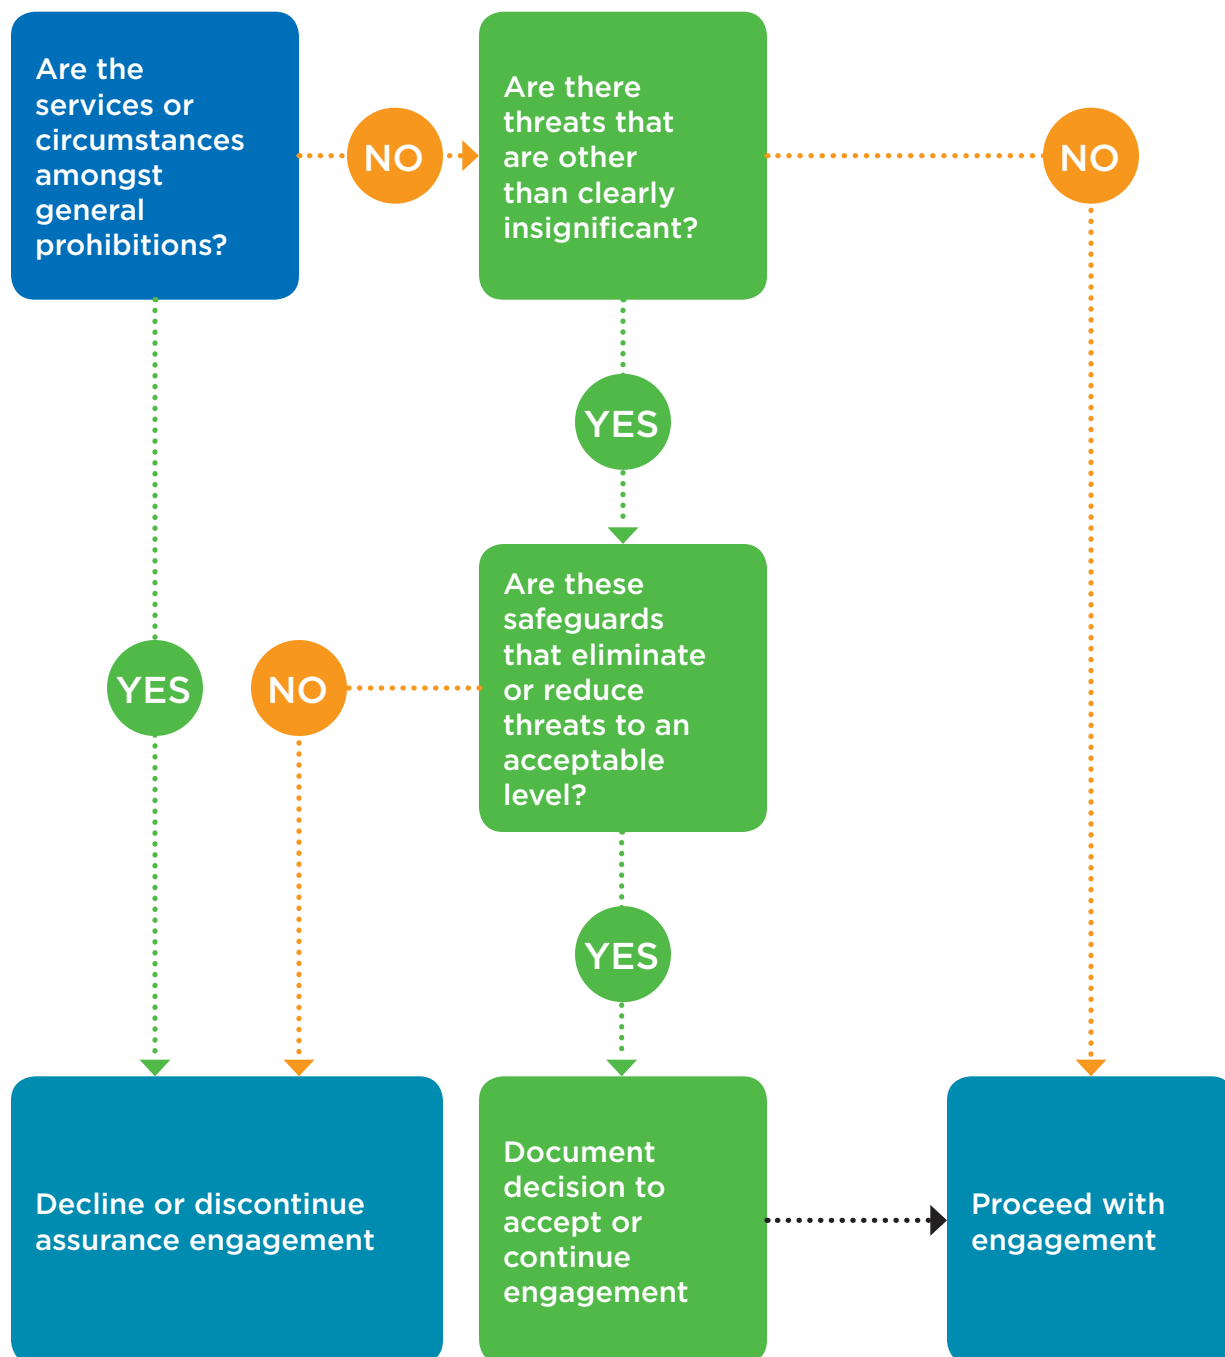 Are the
services or
circumstances
amongst
general
prohibitions?
NO
Are there
threats that
are other
than clearly
insignificant?
NO
YES
Are these
safeguards
that eliminate
or reduce
threats to an
acceptable
level?
YES
NO
YES
Decline or discontinue
assurance engagement
Document
decision to
accept or
continue
engagement
Proceed with
engagement